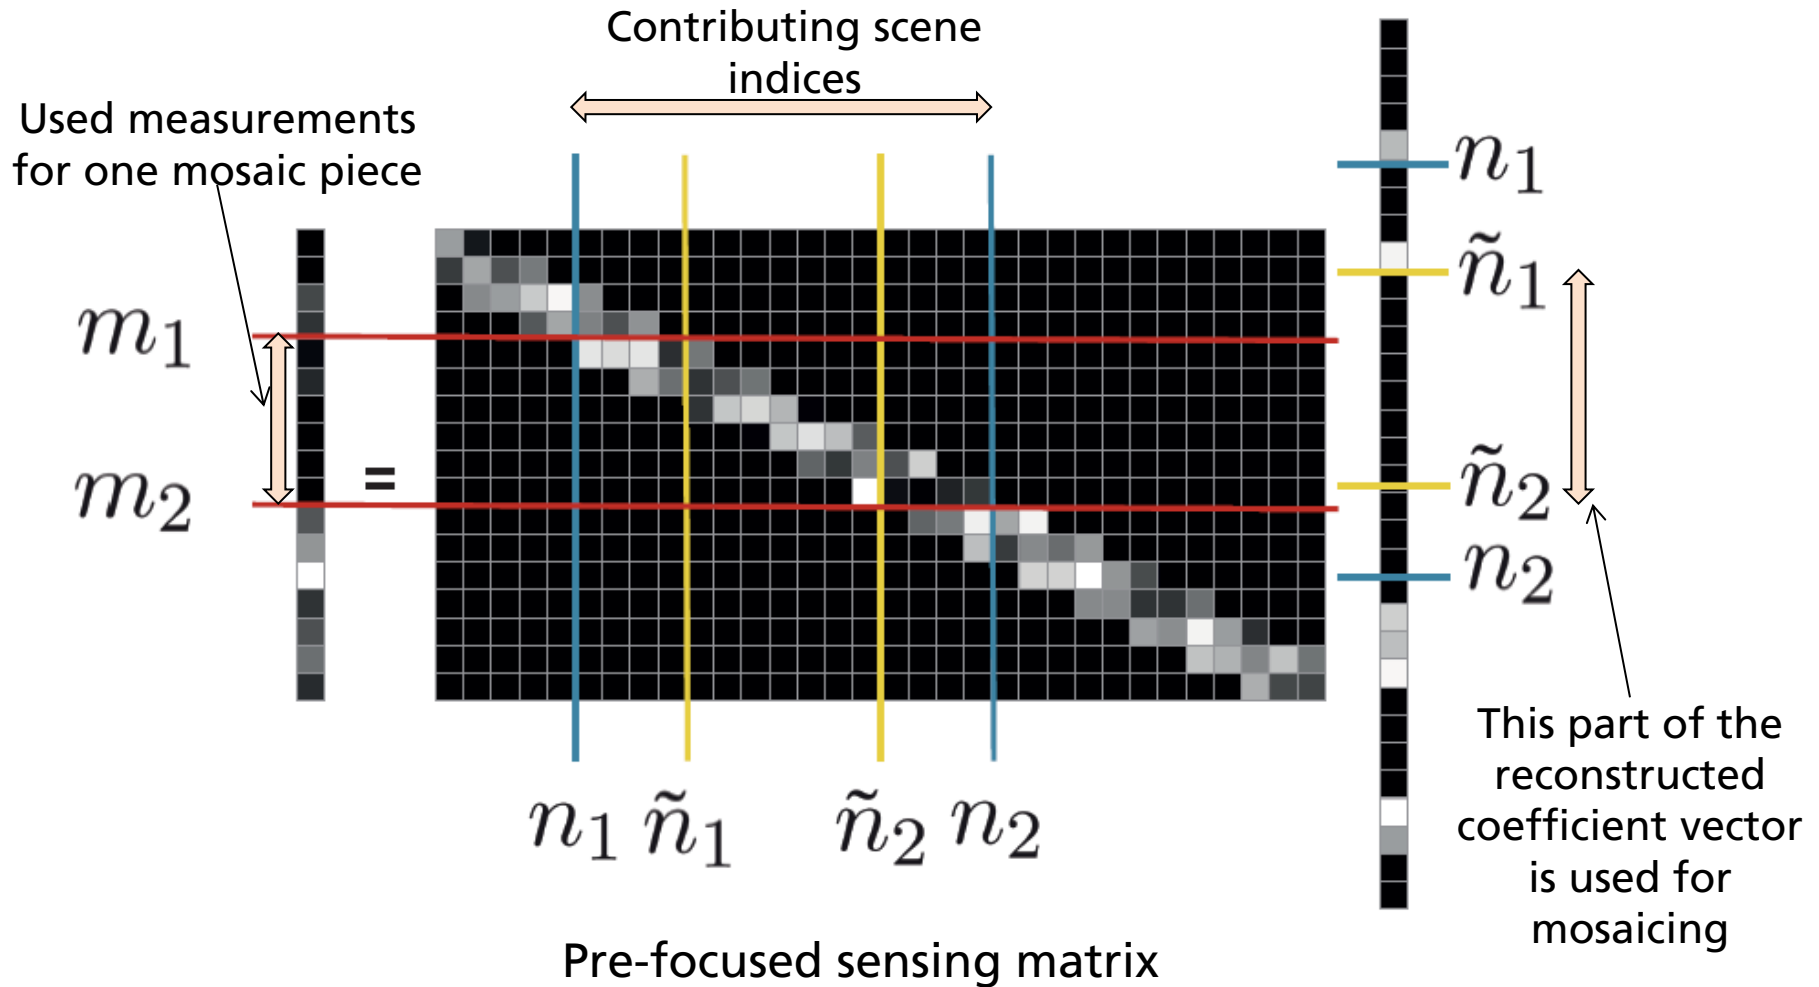 Contributing scene
indices
Used measurements
for one mosaic piece
m₁
m₂
=
n₁ ñ₁ ñ₂ n₂
n₁
ñ₁
ñ₂
n₂
This part of the
reconstructed
coefficient vector
is used for
mosaicing
Pre-focused sensing matrix